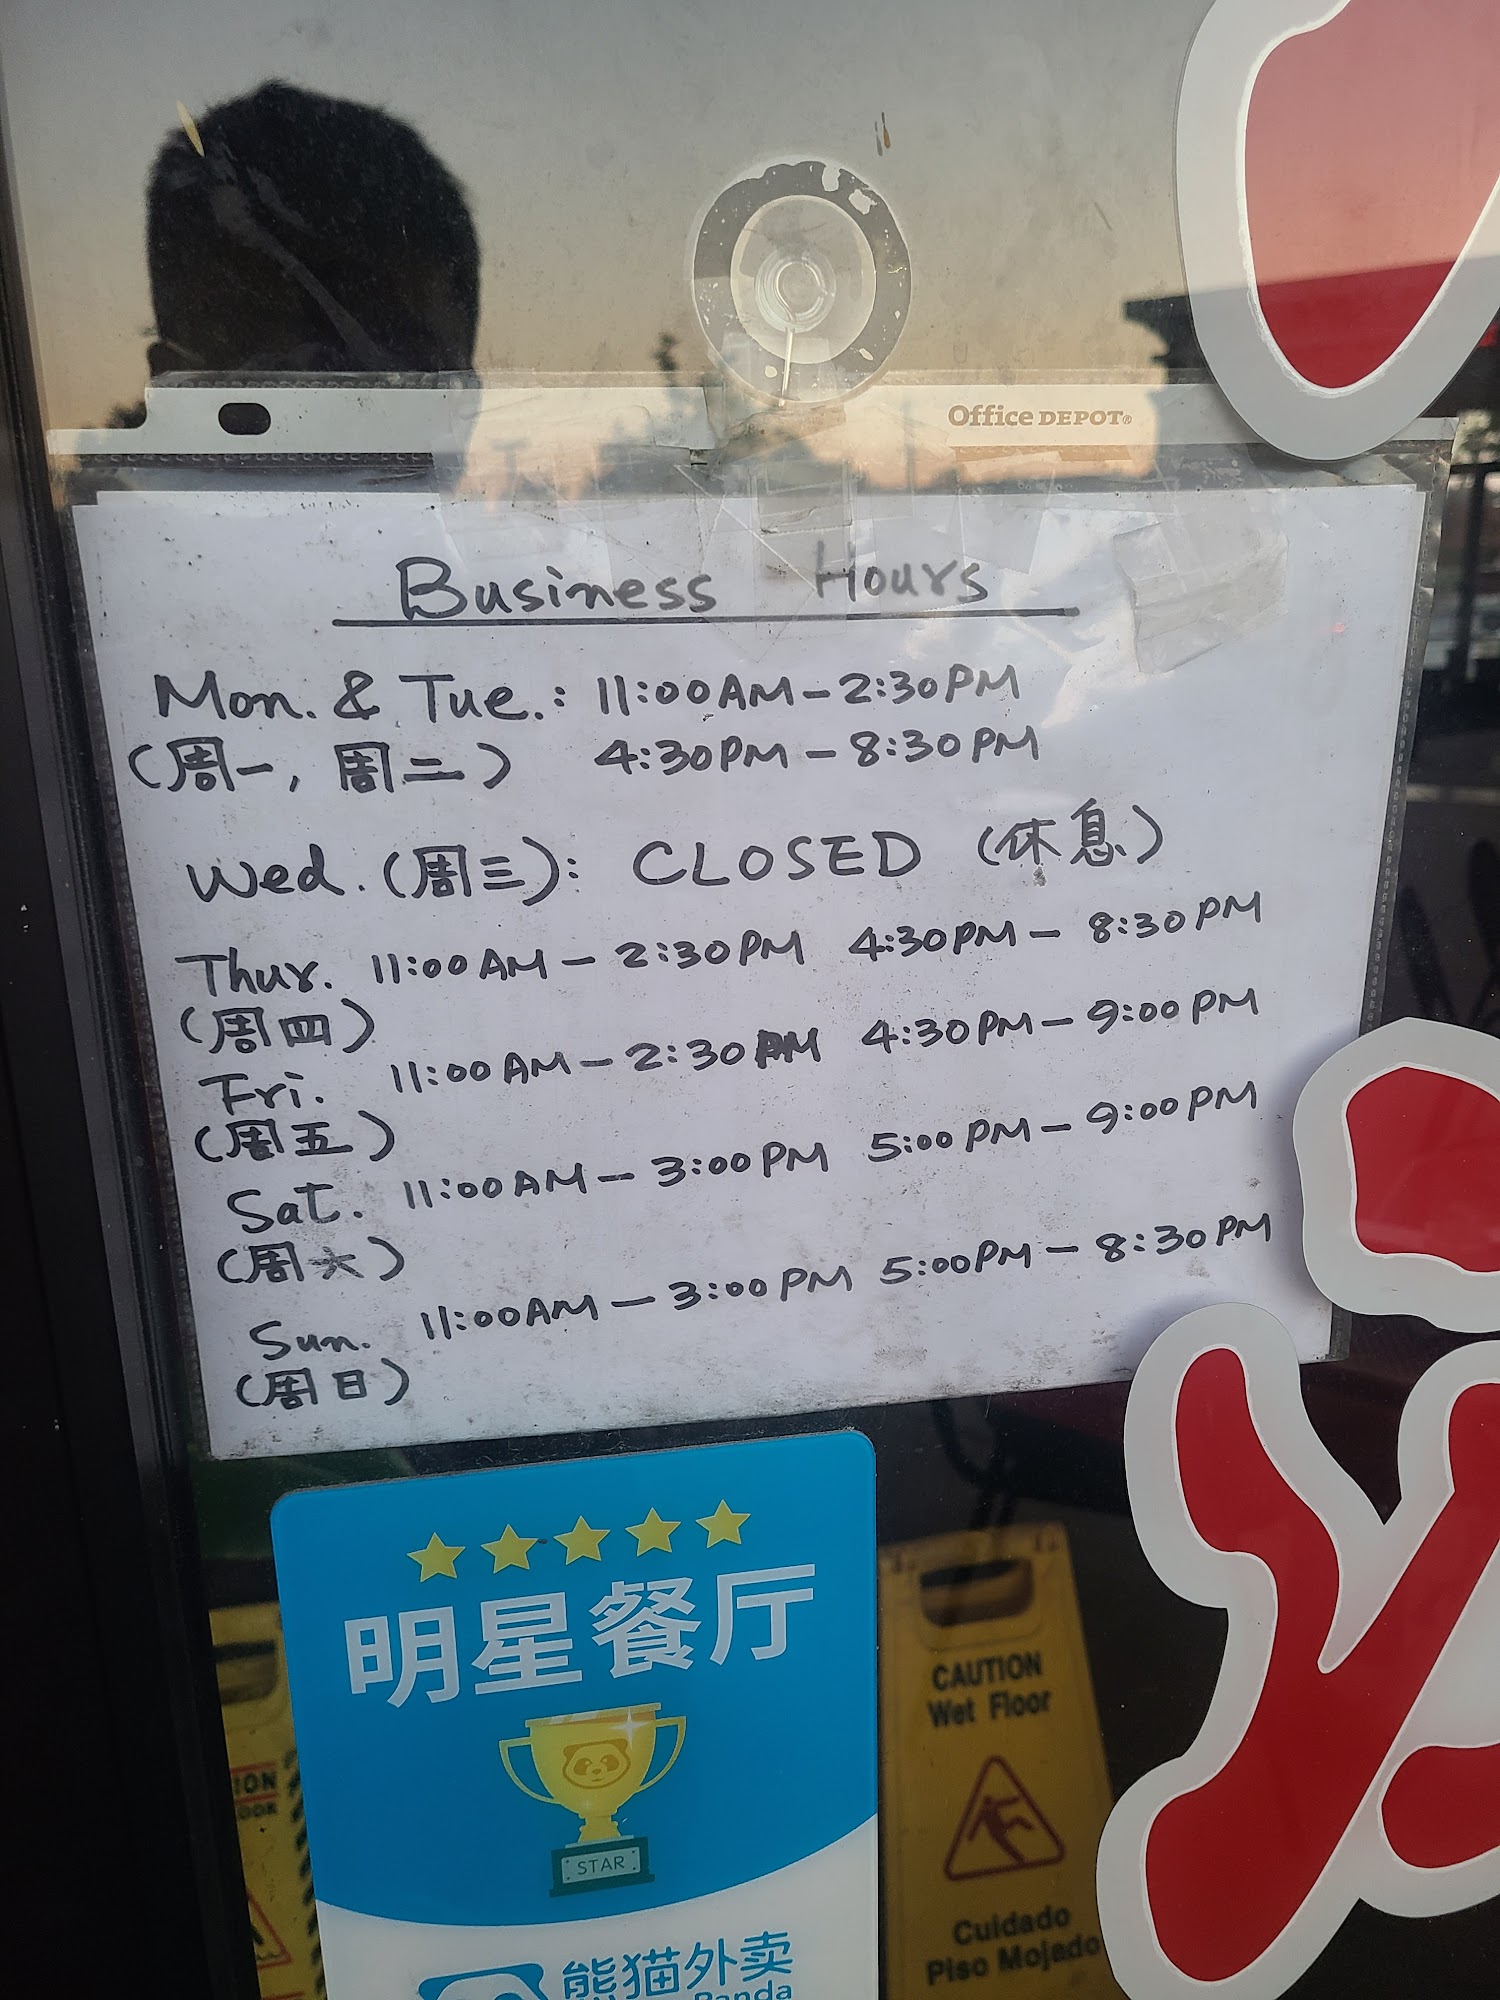 Office DEPOT®
Business Hours
Mon. & Tue.: 11:00AM – 2:30PM
(周一, 周二) 4:30PM – 8:30PM
Wed. (周三): CLOSED (休息)
Thur. 11:00AM – 2:30PM 4:30PM – 8:30PM
(周四)
Fri. 11:00AM – 2:30PM 4:30PM – 9:00PM
(周五)
Sat. 11:00AM – 3:00PM 5:00PM – 9:00PM
(周六)
Sun. 11:00AM – 3:00PM 5:00PM – 8:30PM
(周日)
明星餐厅
STAR
熊猫外卖
Panda
CAUTION
Wet Floor
Cuidado
Piso Mojado